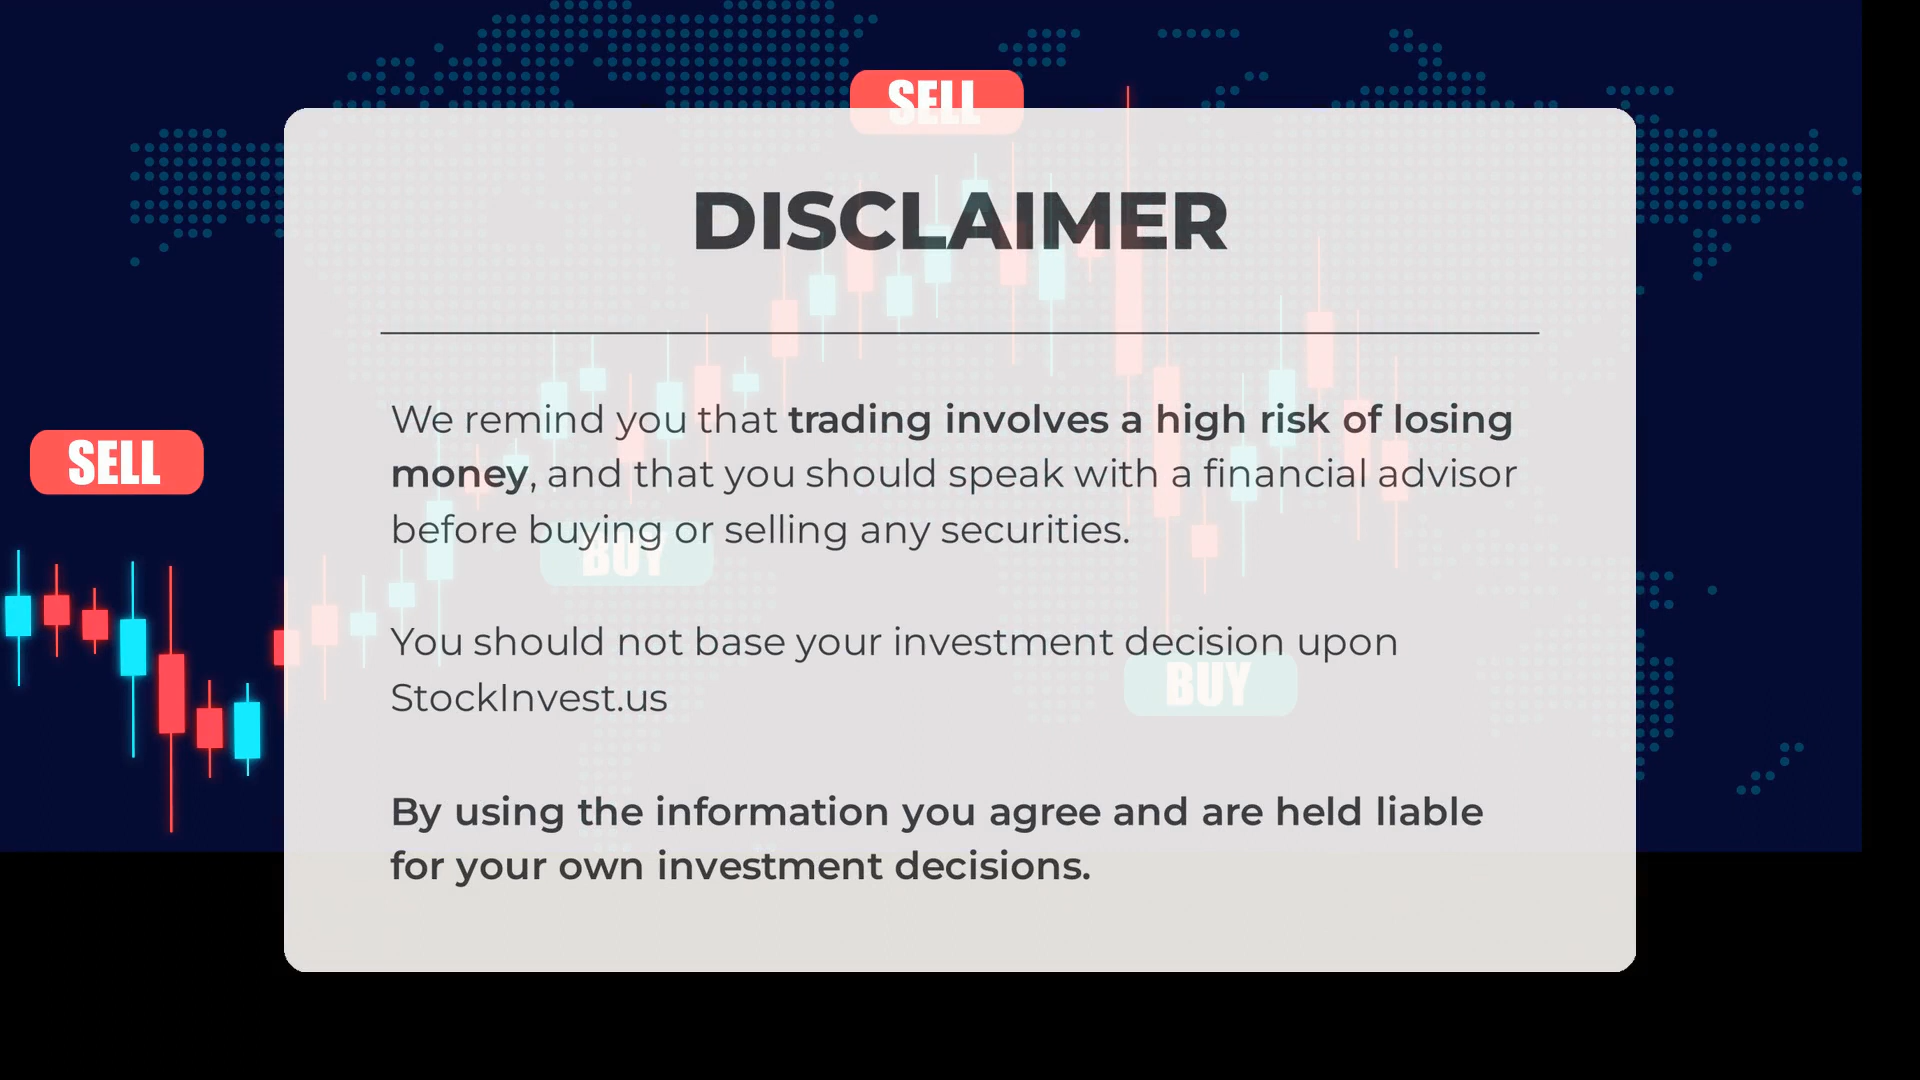 SELL
DISCLAIMER
We remind you that trading involves a high risk of losing
money, and that you should speak with a financial advisor
before buying or selling any securities.
SELL
BUY
You should not base your investment decision upon
StockInvest.us
BUY
By using the information you agree and are held liable
for your own investment decisions.